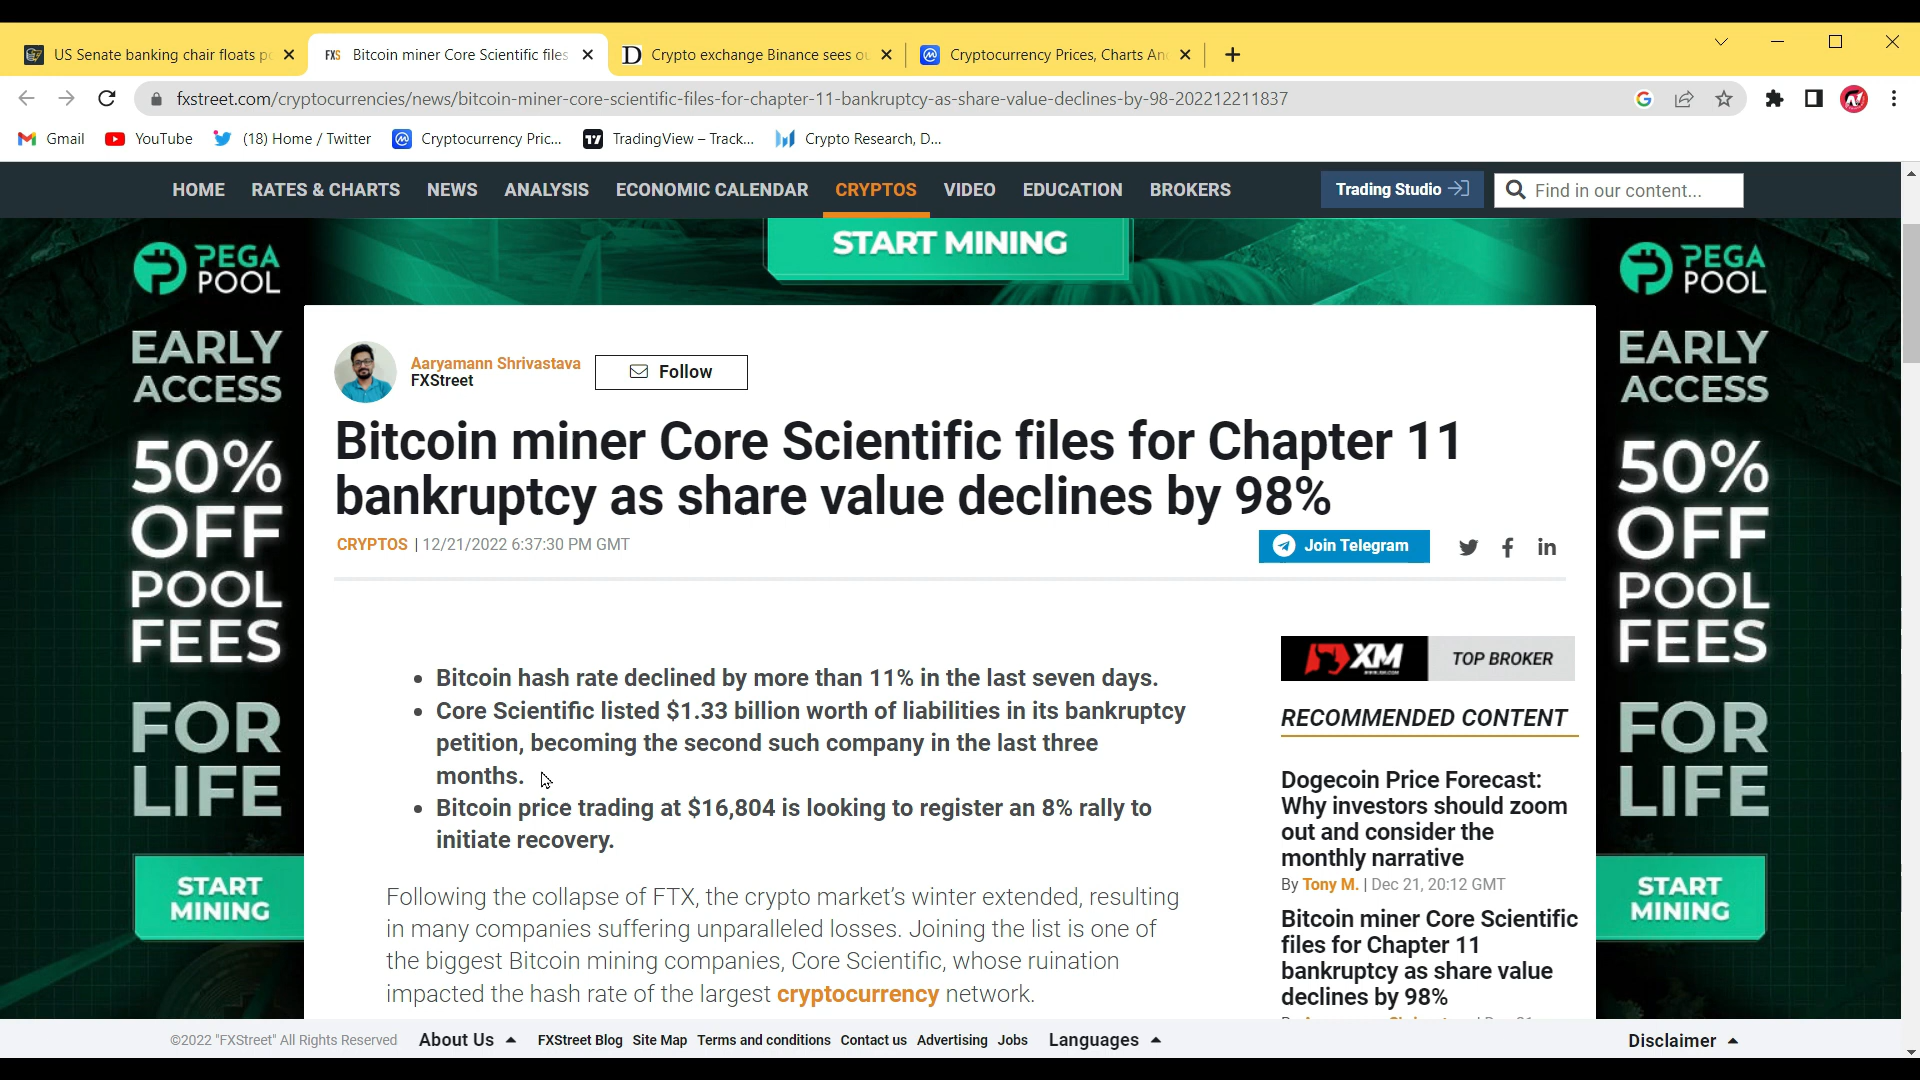 US Senate banking chair floats p
Bitcoin miner Core Scientific files
Crypto exchange Binance sees ou
Cryptocurrency Prices, Charts An
fxstreet.com/cryptocurrencies/news/bitcoin-miner-core-scientific-files-for-chapter-11-bankruptcy-as-share-value-declines-by-98-202212211837
Gmail
YouTube
(18) Home / Twitter
Cryptocurrency Pric...
TradingView – Track...
Crypto Research, D...
HOME
RATES & CHARTS
NEWS
ANALYSIS
ECONOMIC CALENDAR
CRYPTOS
VIDEO
EDUCATION
BROKERS
Trading Studio
Find in our content...
START MINING
PEGA
POOL
EARLY
ACCESS
50%
OFF
POOL
FEES
FOR
LIFE
START
MINING
Aaryamann Shrivastava
FXStreet
Follow
Bitcoin miner Core Scientific files for Chapter 11
bankruptcy as share value declines by 98%
CRYPTOS | 12/21/2022 6:37:30 PM GMT
Join Telegram
• Bitcoin hash rate declined by more than 11% in the last seven days.
• Core Scientific listed $1.33 billion worth of liabilities in its bankruptcy
petition, becoming the second such company in the last three
months.
• Bitcoin price trading at $16,804 is looking to register an 8% rally to
initiate recovery.
Following the collapse of FTX, the crypto market's winter extended, resulting
in many companies suffering unparalleled losses. Joining the list is one of
the biggest Bitcoin mining companies, Core Scientific, whose ruination
impacted the hash rate of the largest cryptocurrency network.
XM
TOP BROKER
RECOMMENDED CONTENT
Dogecoin Price Forecast:
Why investors should zoom
out and consider the
monthly narrative
By Tony M. | Dec 21, 20:12 GMT
Bitcoin miner Core Scientific
files for Chapter 11
bankruptcy as share value
declines by 98%
PEGA
POOL
EARLY
ACCESS
50%
OFF
POOL
FEES
FOR
LIFE
START
MINING
©2022 "FXStreet" All Rights Reserved
About Us
FXStreet Blog
Site Map
Terms and conditions
Contact us
Advertising
Jobs
Languages
Disclaimer